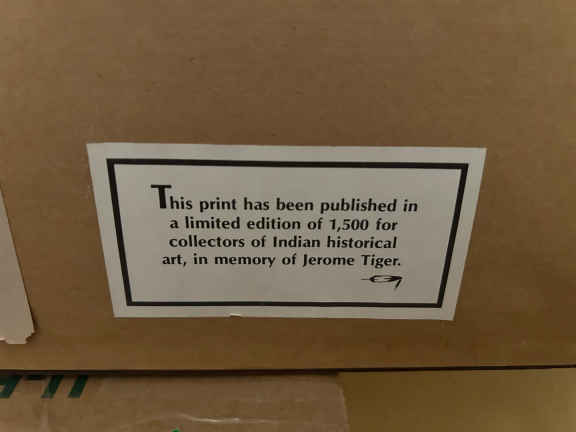 This print has been published in
a limited edition of 1,500 for
collectors of Indian historical
art, in memory of Jerome Tiger.